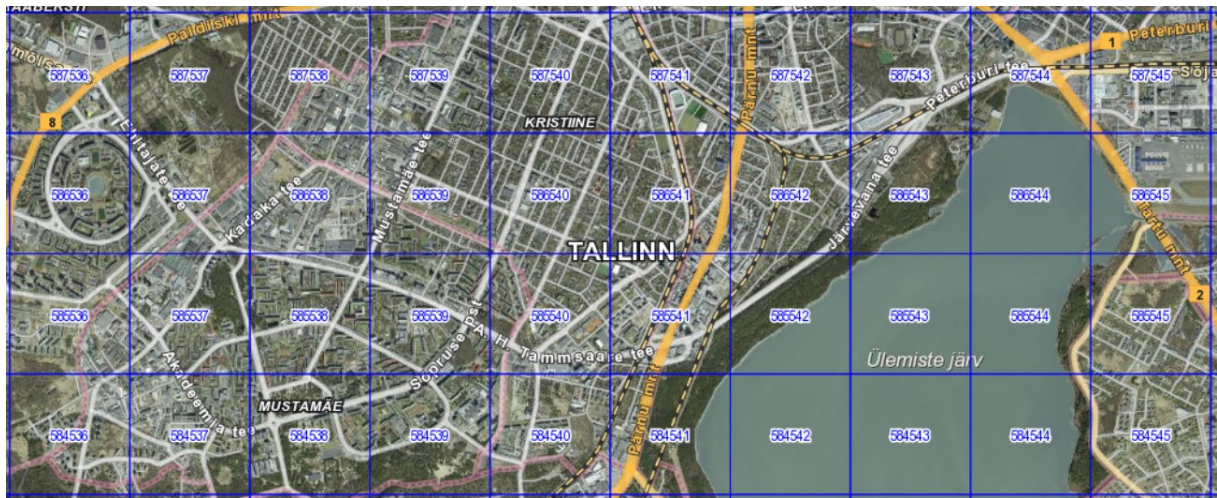 HAABERSTI
Paldiski mnt
Pärnu mnt
1
Peterburi
587536
587537
587538
587539
587540
587541
587542
587543
587544
587545
Peterburi tee
8
KRISTIINE
Ehitajate tee
Mustamäe tee
Järvevana tee
586536
586537
586538
586539
586540
586541
586542
586543
586544
586545
Kadaka tee
TALLINN
Tartu mnt
2
585536
585537
585538
585539
585540
585541
585542
585543
585544
585545
Sõpruse pst
A. H. Tammsaare tee
Ülemiste järv
Akadeemia tee
MUSTAMÄE
Pärnu mnt
584536
584537
584538
584539
584540
584541
584542
584543
584544
584545